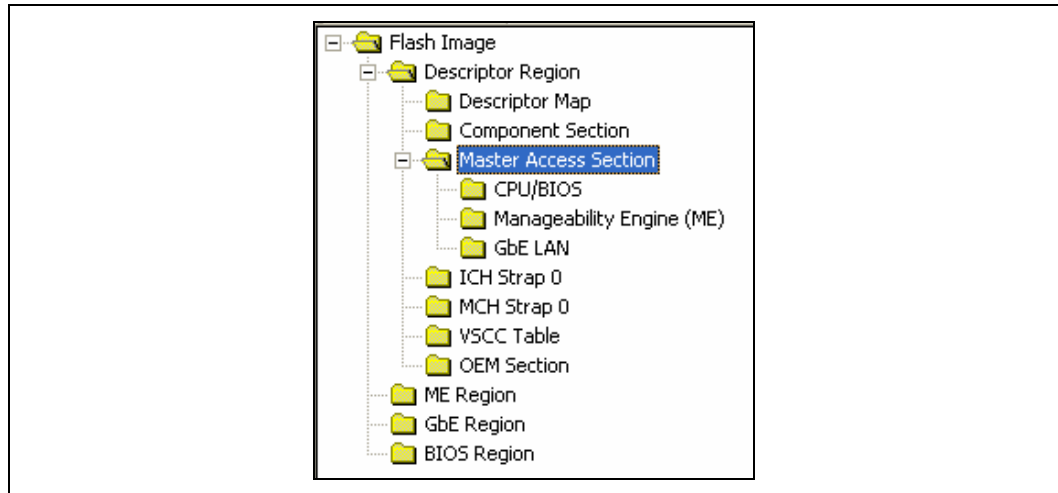 Flash Image
Descriptor Region
Descriptor Map
Component Section
Master Access Section
CPU/BIOS
Manageability Engine (ME)
GbE LAN
ICH Strap 0
MCH Strap 0
VSCC Table
OEM Section
ME Region
GbE Region
BIOS Region